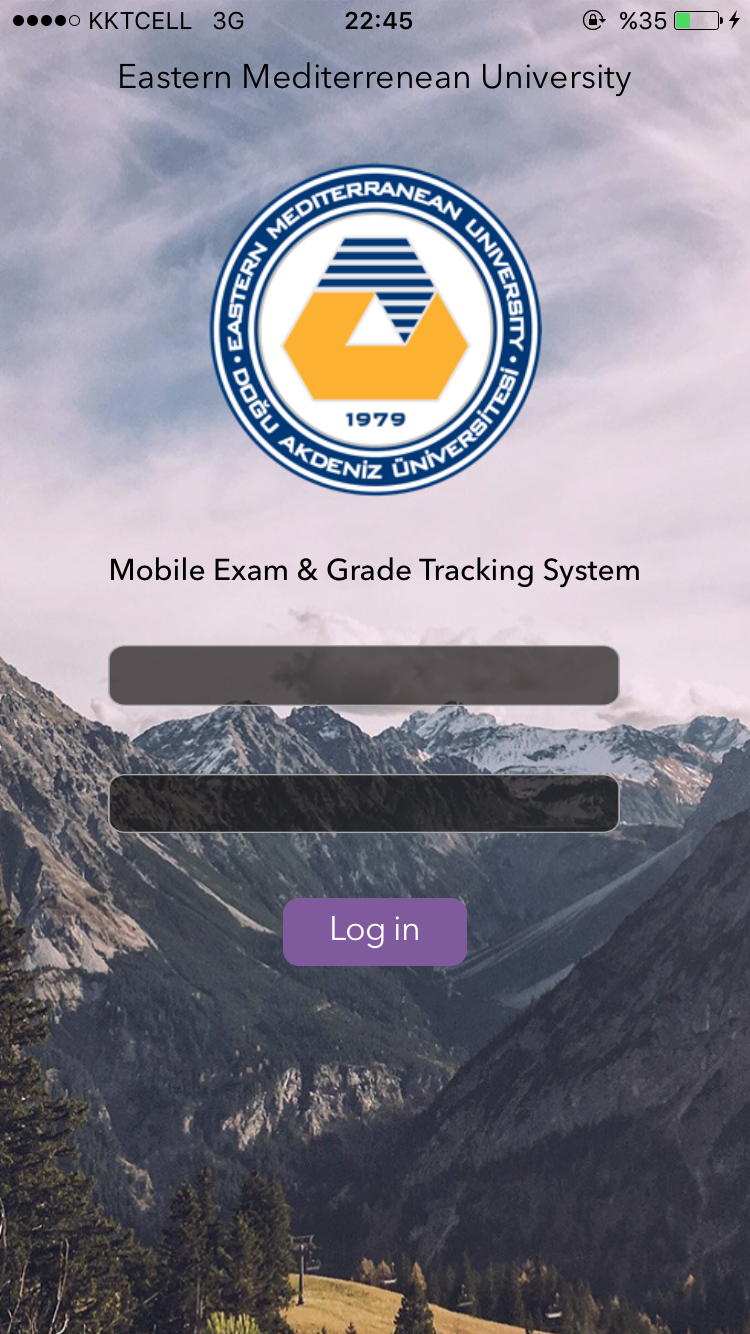 KKTCELL 3G 22:45 %35
Eastern Mediterrenean University
EASTERN MEDITERRANEAN UNIVERSITY
1979
• DOĞU AKDENİZ ÜNİVERSİTESİ •
Mobile Exam & Grade Tracking System
Log in